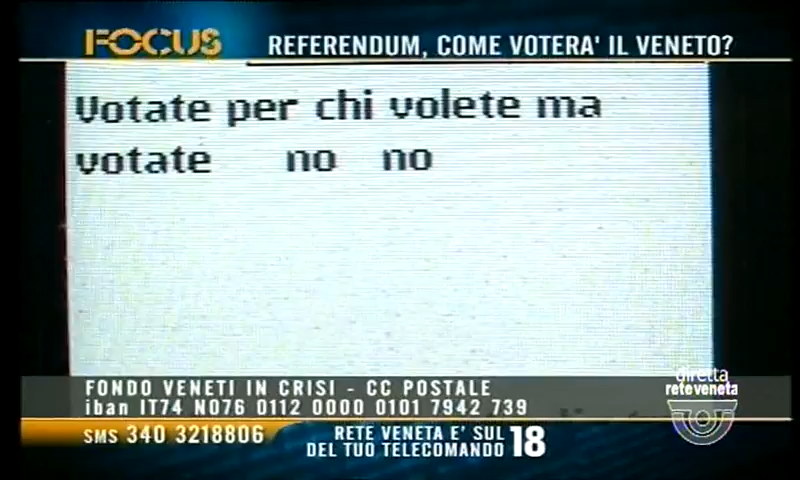 FOCUS
REFERENDUM, COME VOTERA' IL VENETO?
Votate per chi volete ma
votate no no
FONDO VENETI IN CRISI - CC POSTALE
iban IT74 N076 0112 0000 0101 7942 739
diretta
reteveneta
SMS 340 3218806
RETE VENETA E' SUL 18
DEL TUO TELECOMANDO